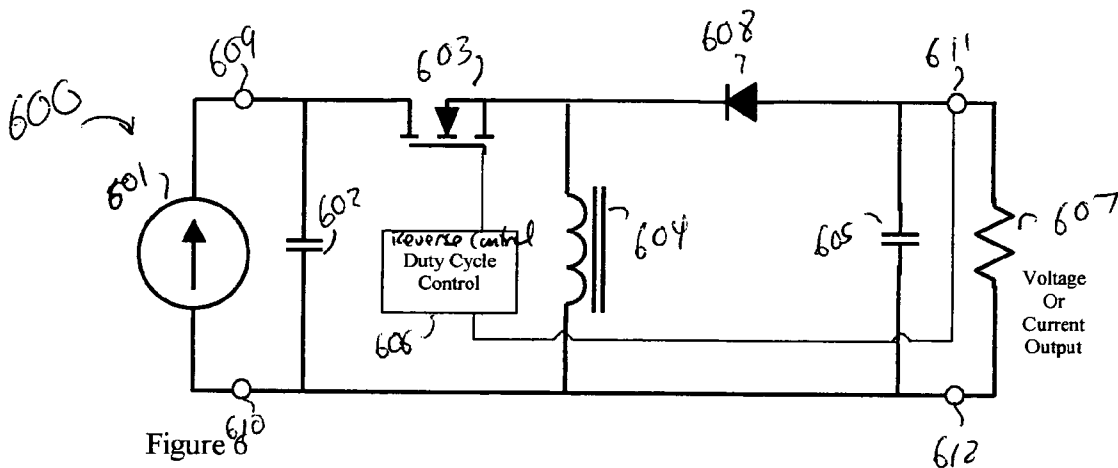 600
601
609
602
603
Reverse Control
Duty Cycle
Control
606
604
608
605
611
607
Voltage
Or
Current
Output
610
612
Figure 6